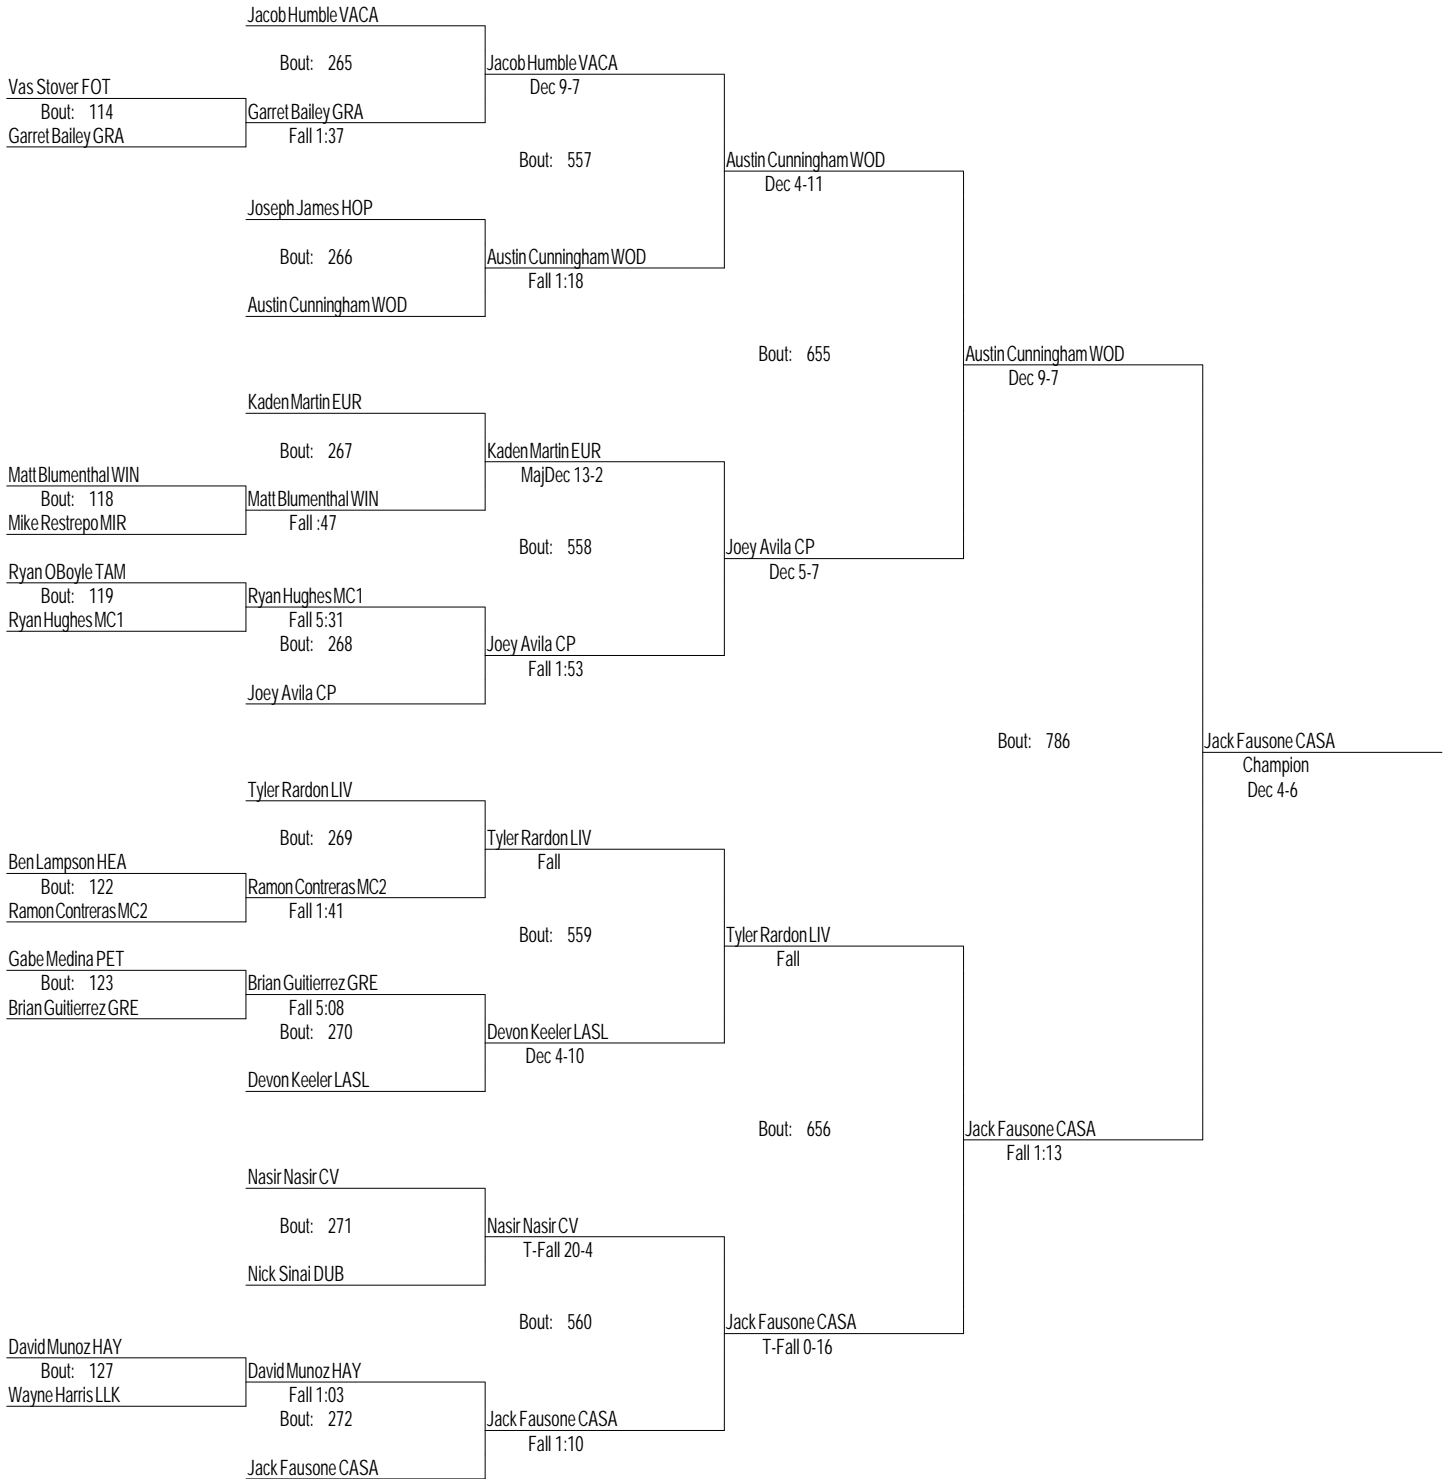 Jacob Humble VACA
Bout: 265
Jacob Humble VACA
Dec 9-7
Vas Stover FOT
Bout: 114
Garret Bailey GRA
Garret Bailey GRA
Fall 1:37
Bout: 557
Austin Cunningham WOD
Dec 4-11
Joseph James HOP
Bout: 266
Austin Cunningham WOD
Fall 1:18
Austin Cunningham WOD
Bout: 655
Austin Cunningham WOD
Dec 9-7
Kaden Martin EUR
Bout: 267
Kaden Martin EUR
MajDec 13-2
Matt Blumenthal WIN
Bout: 118
Mike Restrepo MIR
Matt Blumenthal WIN
Fall :47
Bout: 558
Joey Avila CP
Dec 5-7
Ryan OBoyle TAM
Bout: 119
Ryan Hughes MC1
Ryan Hughes MC1
Fall 5:31
Bout: 268
Joey Avila CP
Fall 1:53
Joey Avila CP
Bout: 786
Jack Fausone CASA
Champion
Dec 4-6
Tyler Rardon LIV
Bout: 269
Tyler Rardon LIV
Fall
Ben Lampson HEA
Bout: 122
Ramon Contreras MC2
Ramon Contreras MC2
Fall 1:41
Bout: 559
Tyler Rardon LIV
Fall
Gabe Medina PET
Bout: 123
Brian Guitierrez GRE
Brian Guitierrez GRE
Fall 5:08
Bout: 270
Devon Keeler LASL
Dec 4-10
Devon Keeler LASL
Bout: 656
Jack Fausone CASA
Fall 1:13
Nasir Nasir CV
Bout: 271
Nasir Nasir CV
T-Fall 20-4
Nick Sinai DUB
Bout: 560
Jack Fausone CASA
T-Fall 0-16
David Munoz HAY
Bout: 127
Wayne Harris LLK
David Munoz HAY
Fall 1:03
Bout: 272
Jack Fausone CASA
Fall 1:10
Jack Fausone CASA